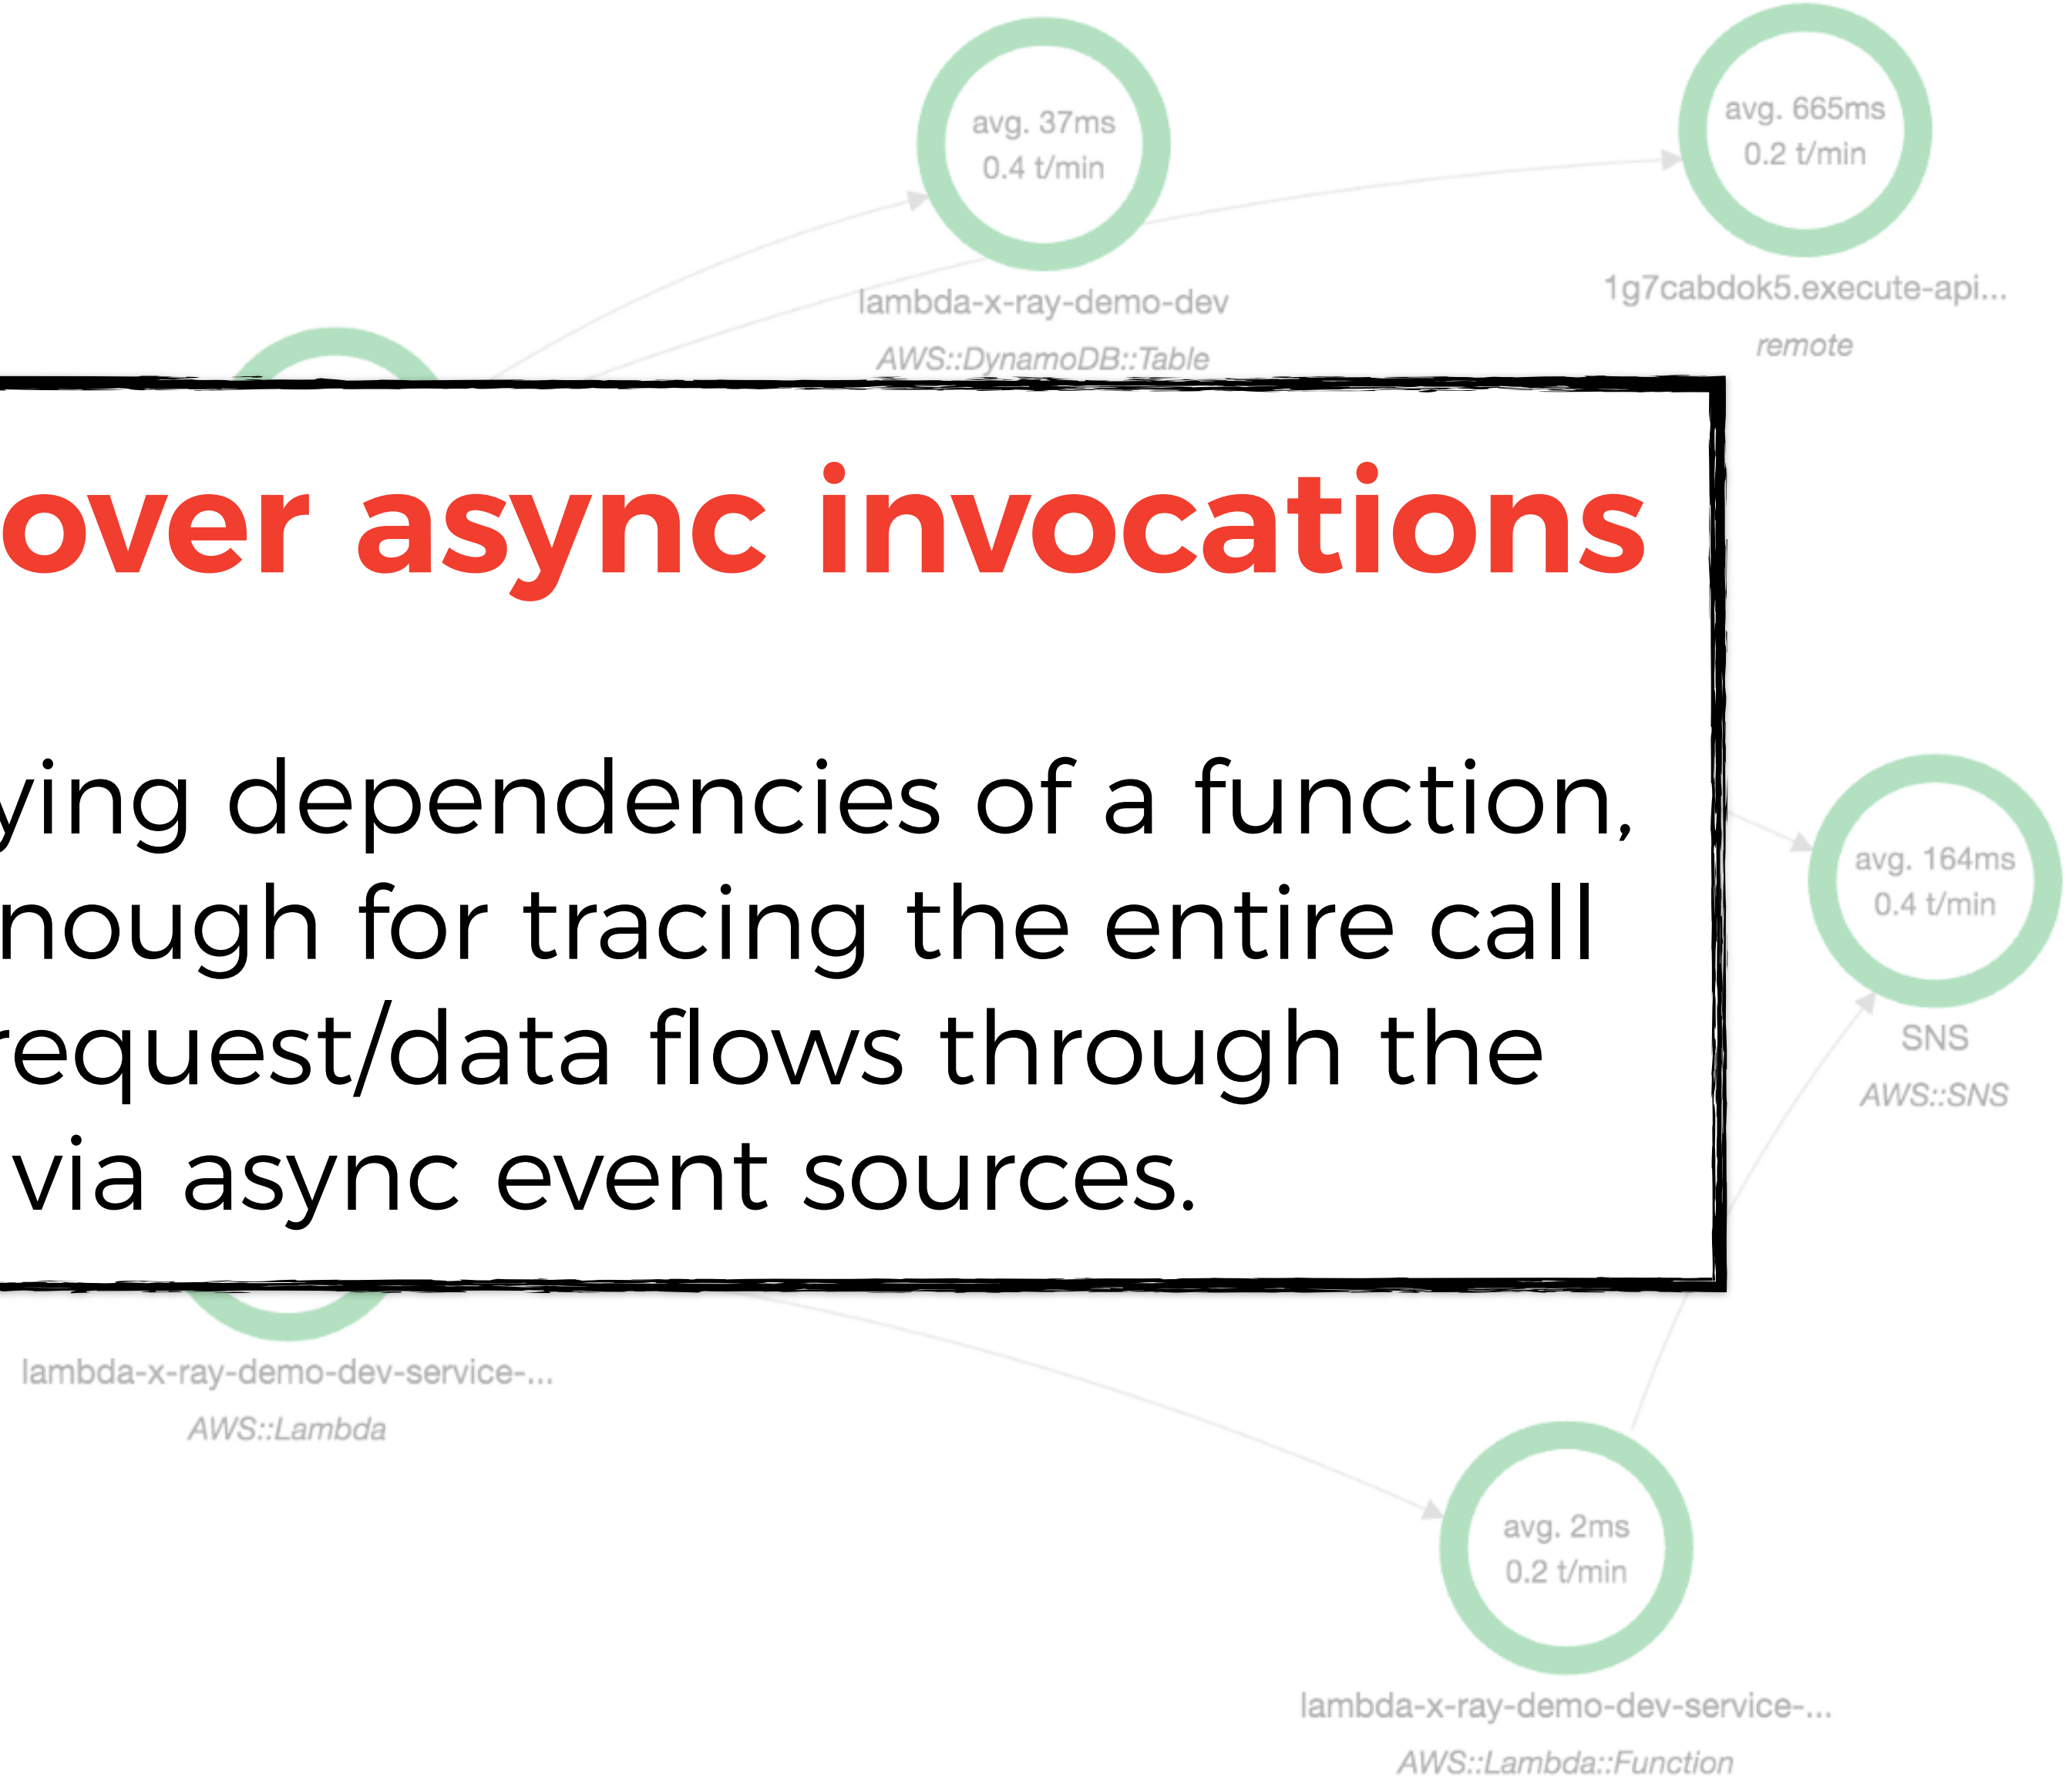 avg. 37ms
0.4 t/min
lambda-x-ray-demo-dev
AWS::DynamoDB::Table
avg. 665ms
0.2 t/min
1g7cabdok5.execute-api...
remote
over async invocations
ying dependencies of a function,
nough for tracing the entire call
request/data flows through the
via async event sources.
avg. 164ms
0.4 t/min
SNS
AWS::SNS
lambda-x-ray-demo-dev-service-...
AWS::Lambda
avg. 2ms
0.2 t/min
lambda-x-ray-demo-dev-service-...
AWS::Lambda::Function